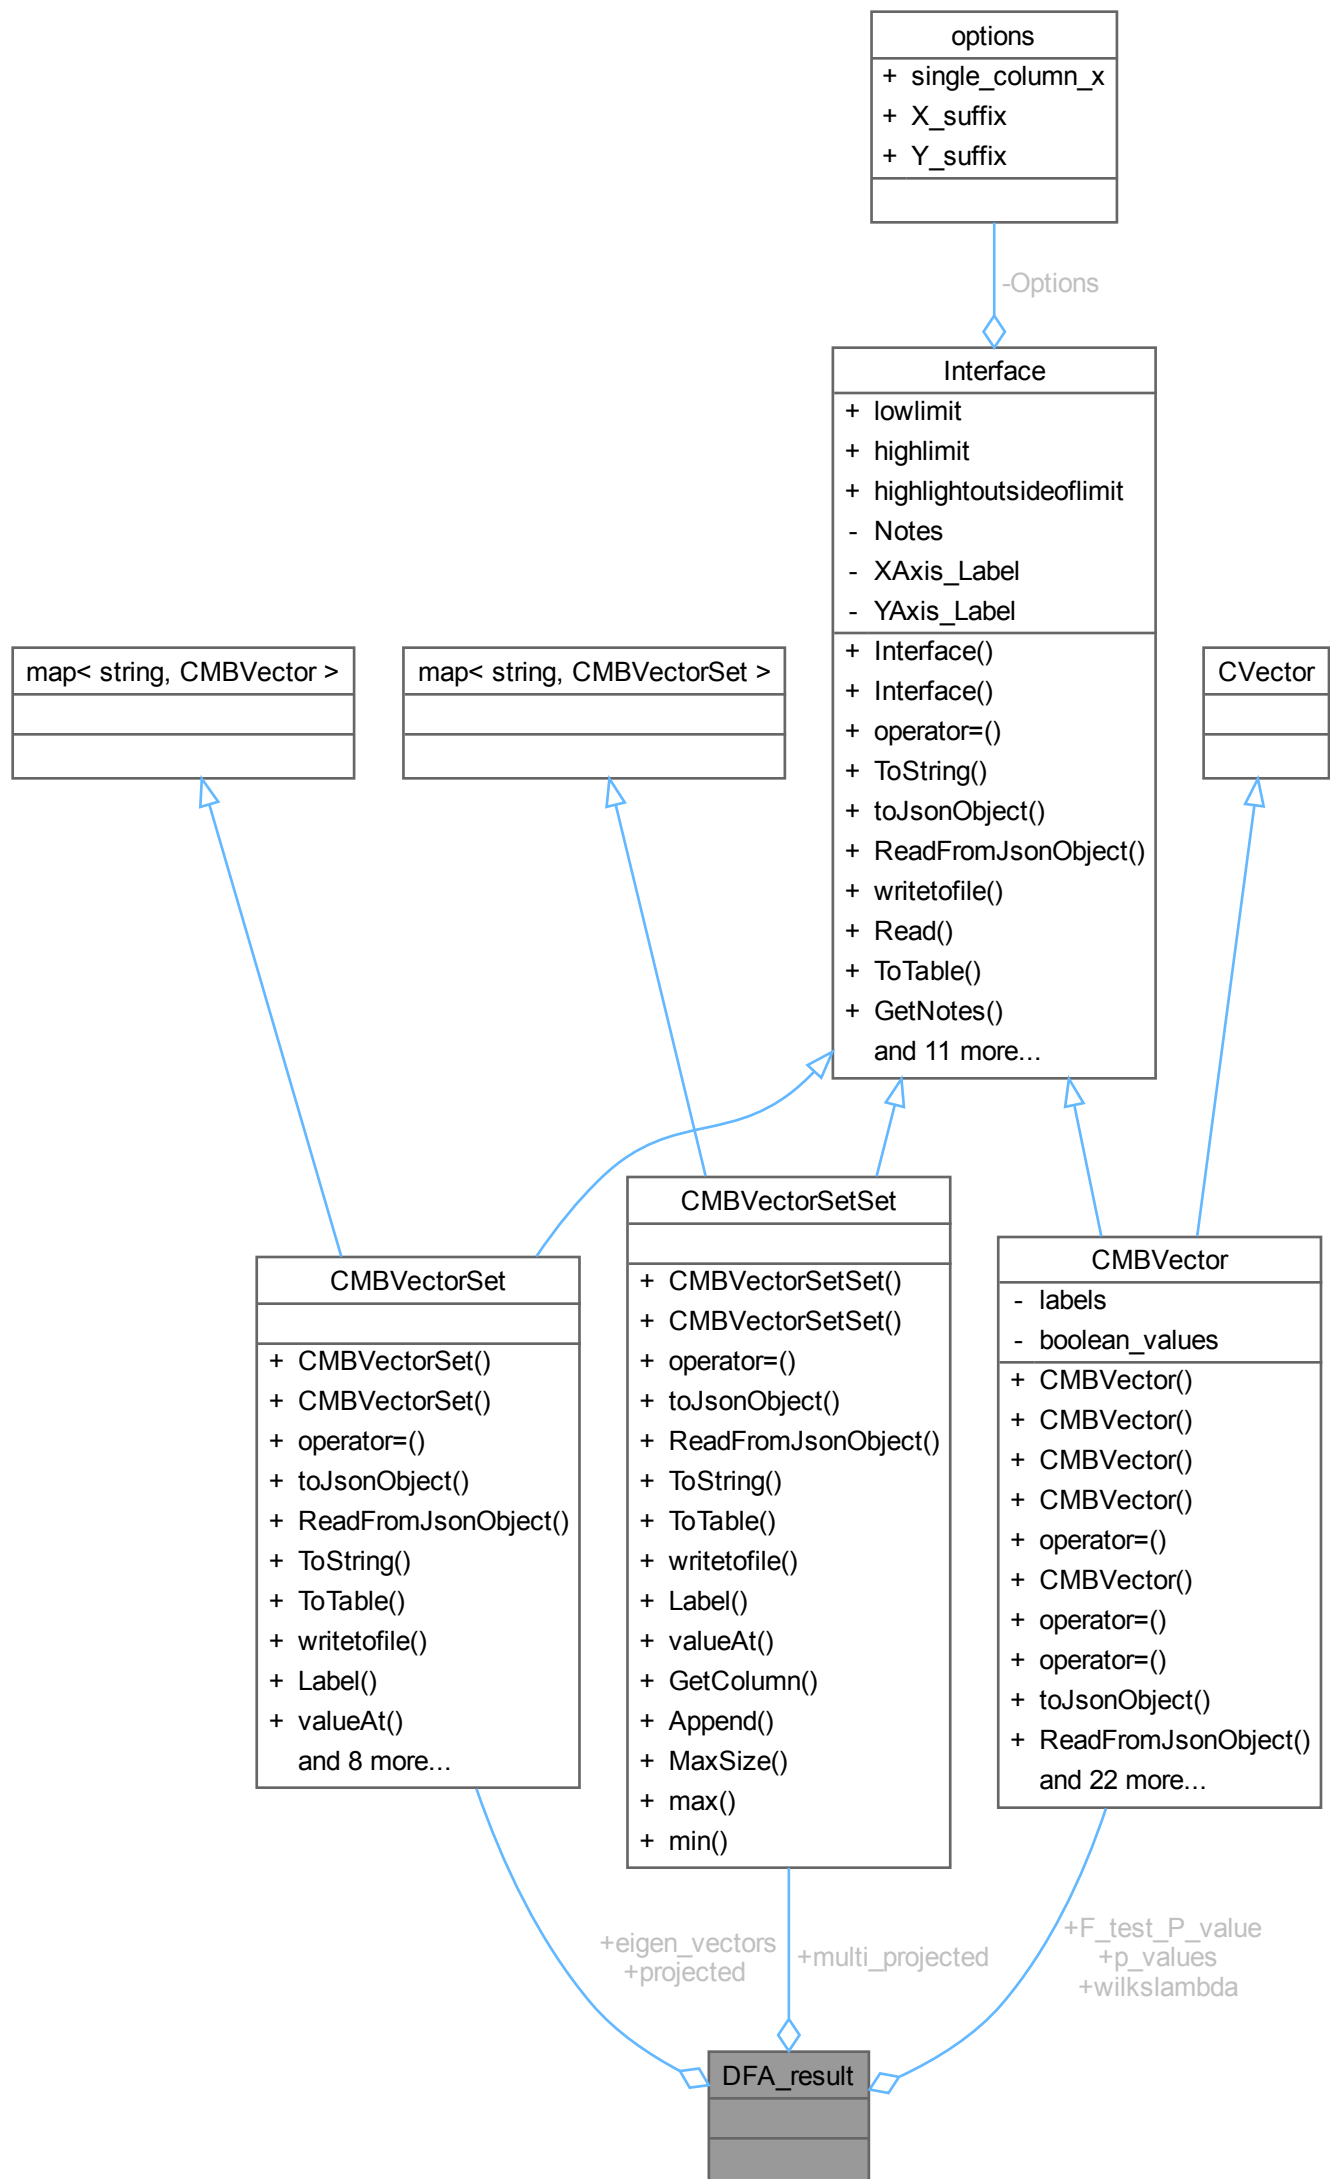 options
+ single_column_x
+ X_suffix
+ Y_suffix
-Options
Interface
+ lowlimit
+ highlimit
+ highlightoutsideoflimit
- Notes
- XAxis_Label
- YAxis_Label
+ Interface()
+ Interface()
+ operator=()
+ ToString()
+ toJsonObject()
+ ReadFromJsonObject()
+ writetofile()
+ Read()
+ ToTable()
+ GetNotes()
and 11 more...
map< string, CMBVector >
map< string, CMBVectorSet >
CVector
CMBVectorSet
+ CMBVectorSet()
+ CMBVectorSet()
+ operator=()
+ toJsonObject()
+ ReadFromJsonObject()
+ ToString()
+ ToTable()
+ writetofile()
+ Label()
+ valueAt()
and 8 more...
CMBVectorSetSet
+ CMBVectorSetSet()
+ CMBVectorSetSet()
+ operator=()
+ toJsonObject()
+ ReadFromJsonObject()
+ ToString()
+ ToTable()
+ writetofile()
+ Label()
+ valueAt()
+ GetColumn()
+ Append()
+ MaxSize()
+ max()
+ min()
CMBVector
- labels
- boolean_values
+ CMBVector()
+ CMBVector()
+ CMBVector()
+ CMBVector()
+ operator=()
+ CMBVector()
+ operator=()
+ operator=()
+ toJsonObject()
+ ReadFromJsonObject()
and 22 more...
+eigen_vectors
+projected
+multi_projected
+F_test_P_value
+p_values
+wilkslambda
DFA_result